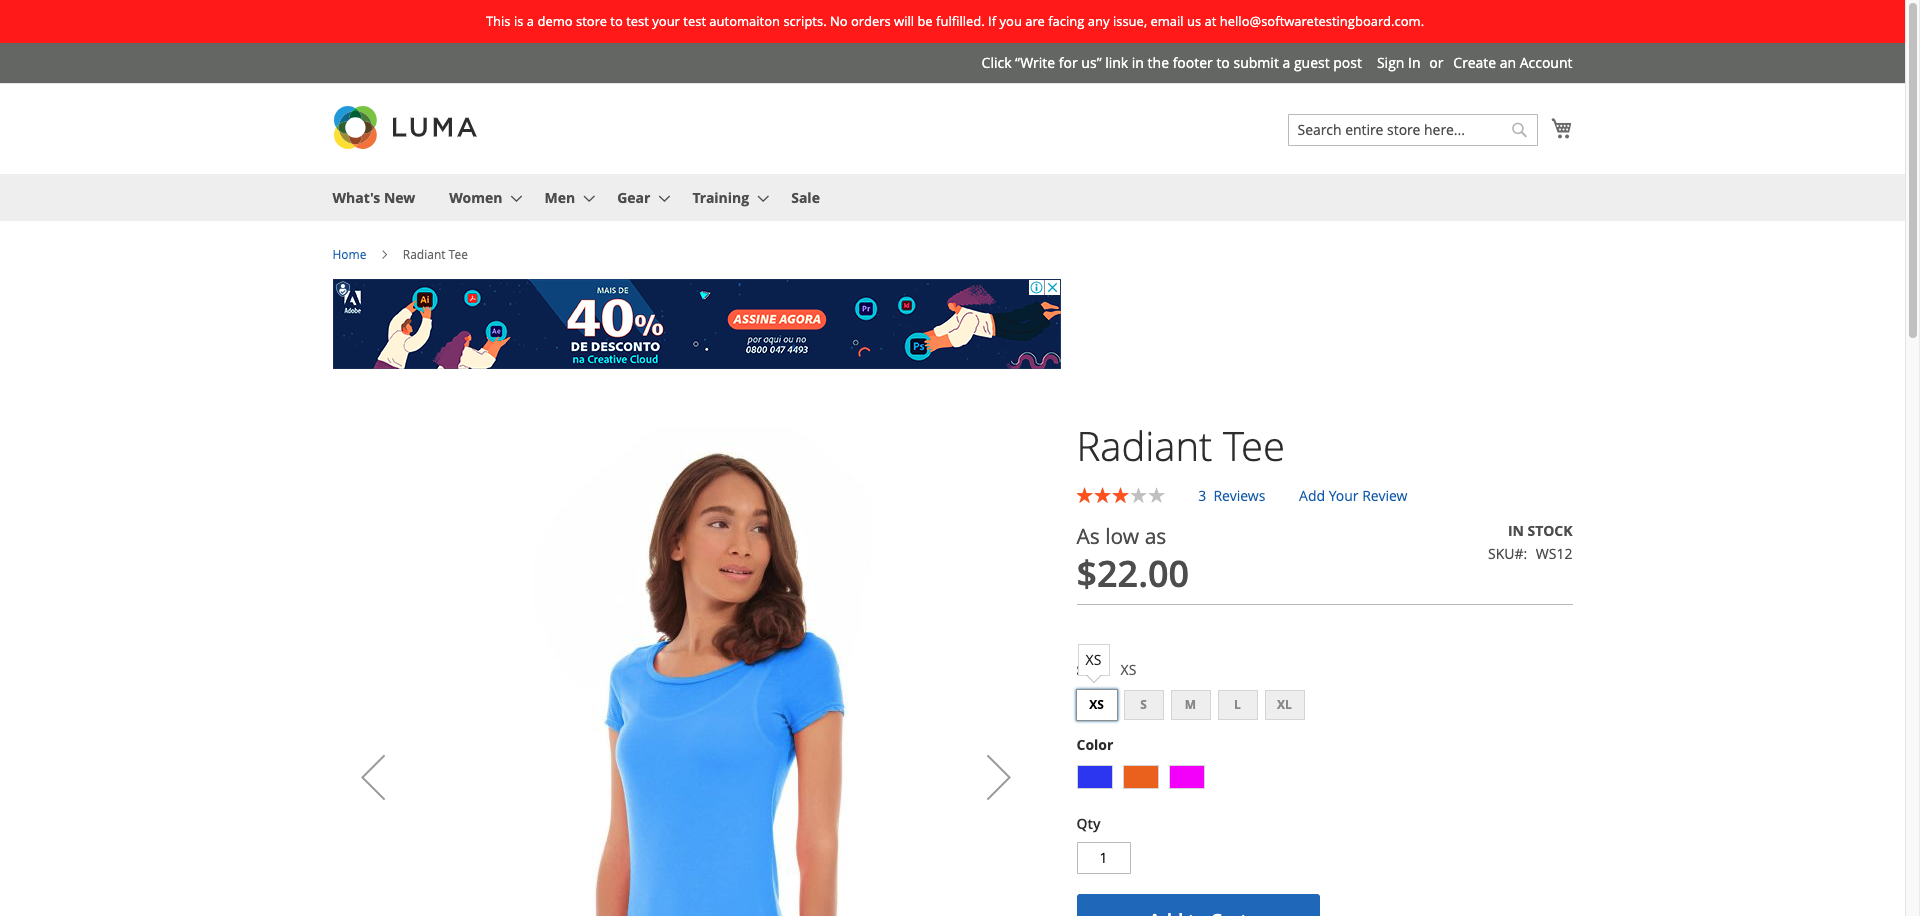 This is a demo store to test your test automaiton scripts. No orders will be fulfilled. If you are facing any issue, email us at hello@softwaretestingboard.com.
Click “Write for us” link in the footer to submit a guest post Sign In or Create an Account
LUMA
Search entire store here...
What's New Women Men Gear Training Sale
Home Radiant Tee
Adobe
Ai
Ae
MAIS DE
40%
DE DESCONTO
na Creative Cloud
ASSINE AGORA
por aqui ou no
0800 047 4493
Pr
Id
Ps
Radiant Tee
3 Reviews Add Your Review
As low as
$22.00
IN STOCK
SKU#: WS12
XS
XS
XS S M L XL
Color
Qty
1
Add to Cart